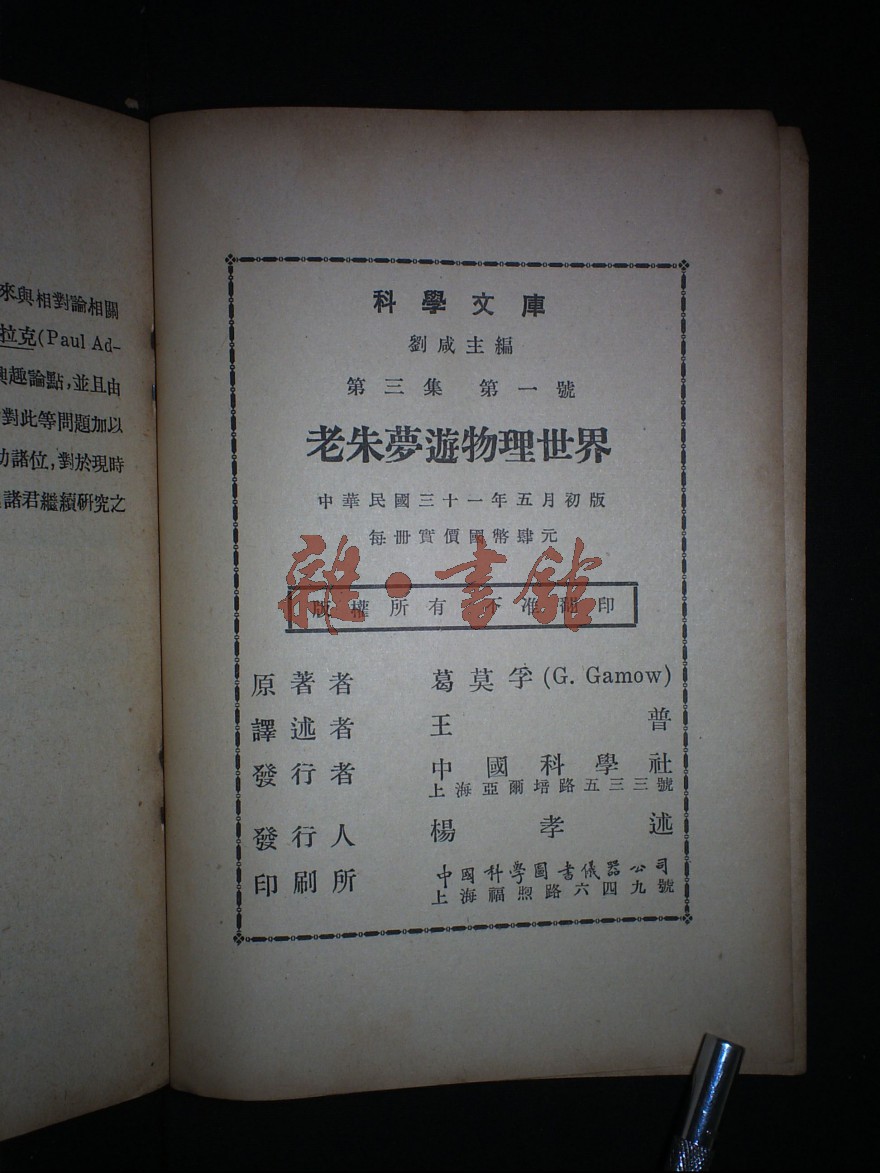 來與相對論相關
拉克(Paul Ad-
興趣論點,並且由
對此等問題加以
助諸位,對於現時
諸君繼續研究之
科學文庫
劉咸主編
第三集 第一號
老朱夢遊物理世界
中華民國三十一年五月初版
每冊實價國幣肆元
雜·書館
版權所有 不准翻印
原著者 葛莫孚(G. Gamow)
譯述者 王普
發行者 中國科學社
上海亞爾培路五三三號
發行人 楊孝述
印刷所 中國科學圖書儀器公司
上海福煦路六四九號